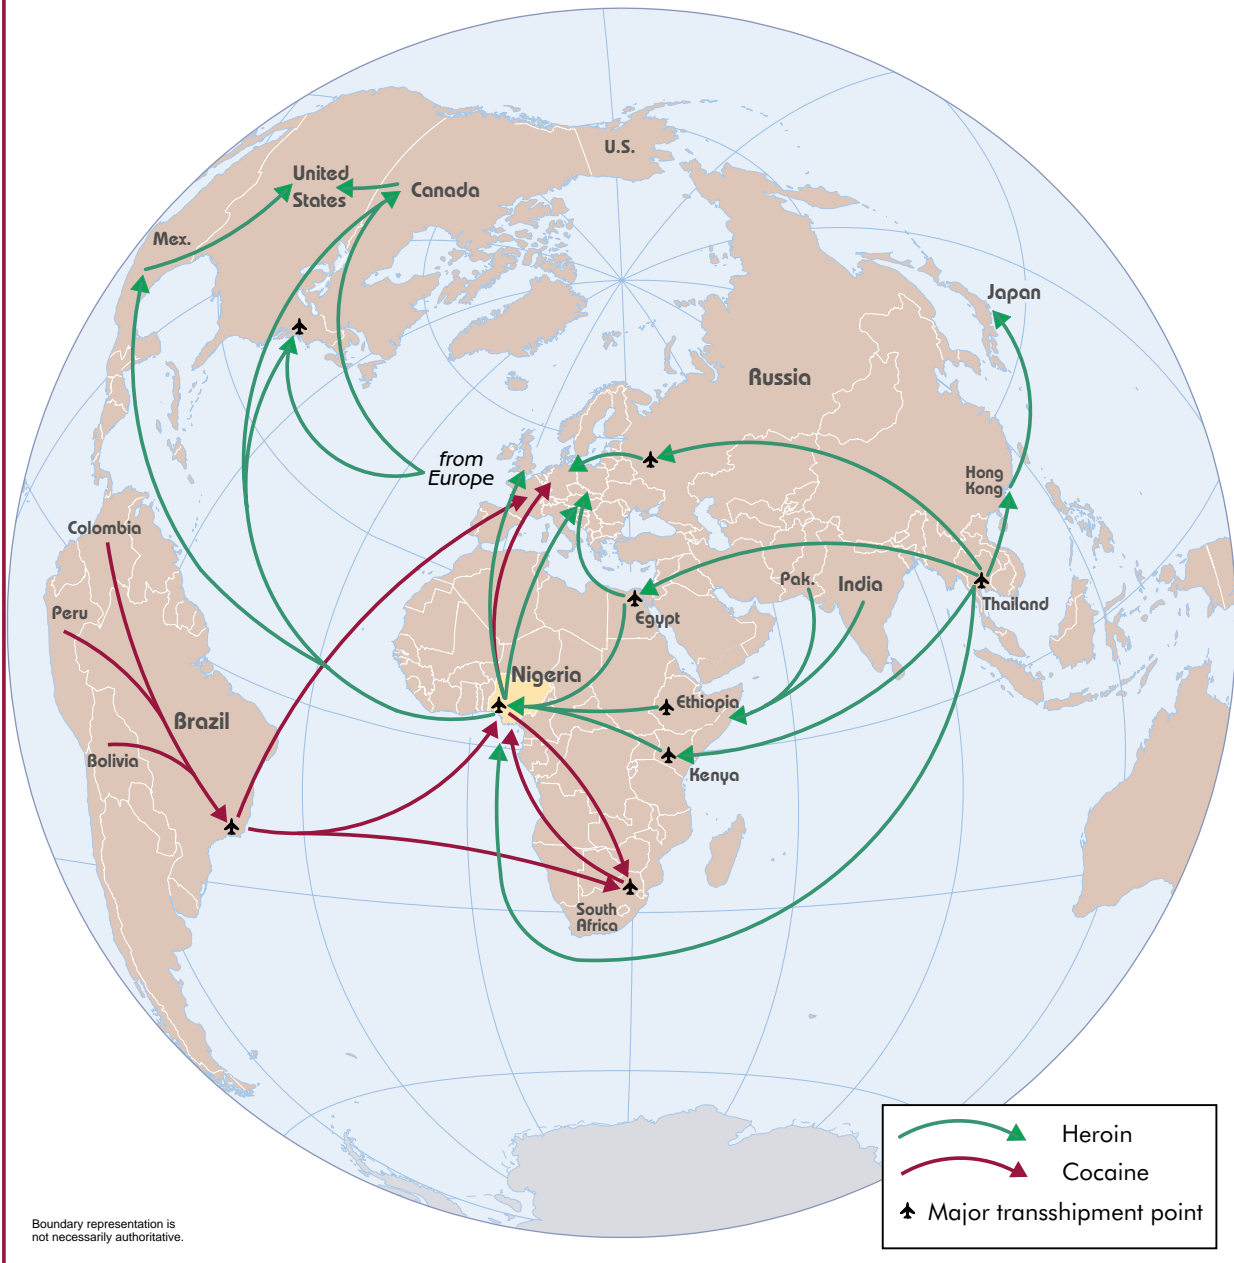 U.S.
United
States
Canada
Mex.
Japan
Russia
from
Europe
Hong
Kong
Colombia
Pak.
India
Thailand
Peru
Egypt
Nigeria
Ethiopia
Brazil
Bolivia
Kenya
South
Africa
Heroin
Cocaine
Major transshipment point
Boundary representation is
not necessarily authoritative.